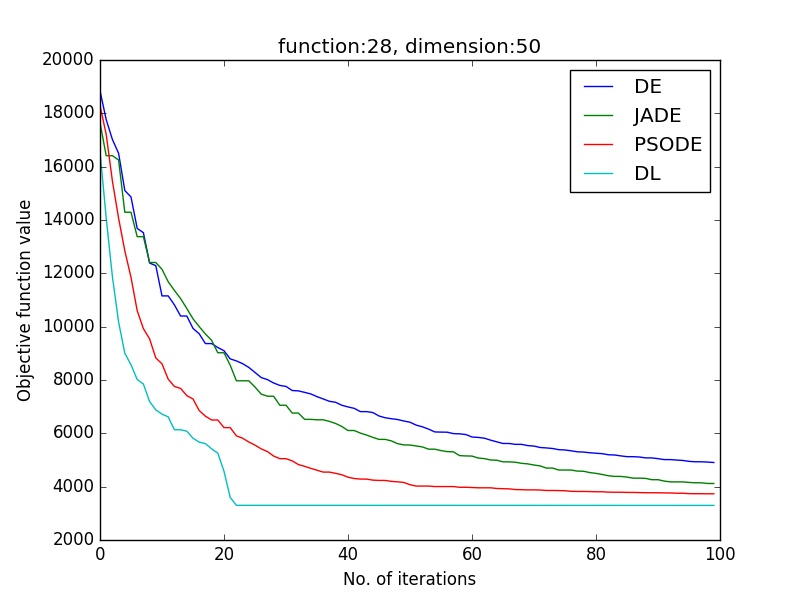 function:28, dimension:50
20000
18000
16000
14000
12000
10000
8000
6000
4000
2000
Objective function value
DE
JADE
PSODE
DL
0 20 40 60 80 100
No. of iterations